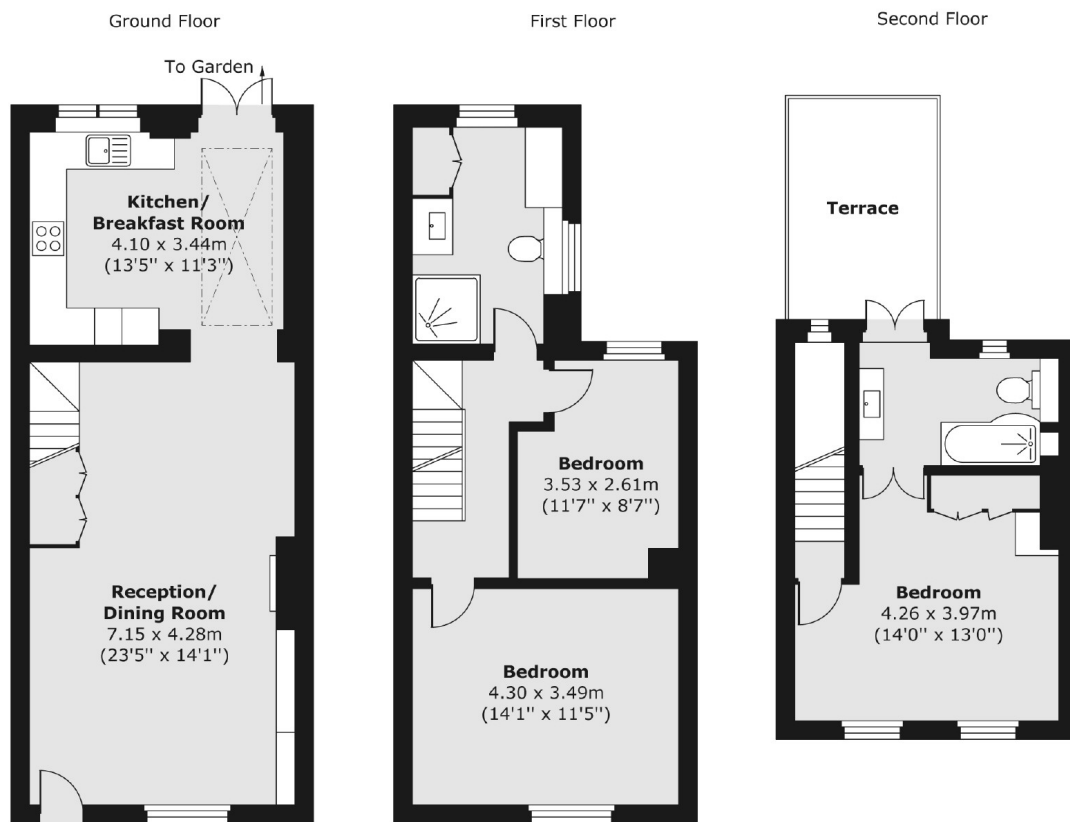 Ground Floor
To Garden
Kitchen/
Breakfast Room
4.10 x 3.44m
(13'5" x 11'3")
Reception/
Dining Room
7.15 x 4.28m
(23'5" x 14'1")
First Floor
Bedroom
3.53 x 2.61m
(11'7" x 8'7")
Bedroom
4.30 x 3.49m
(14'1" x 11'5")
Second Floor
Terrace
Bedroom
4.26 x 3.97m
(14'0" x 13'0")